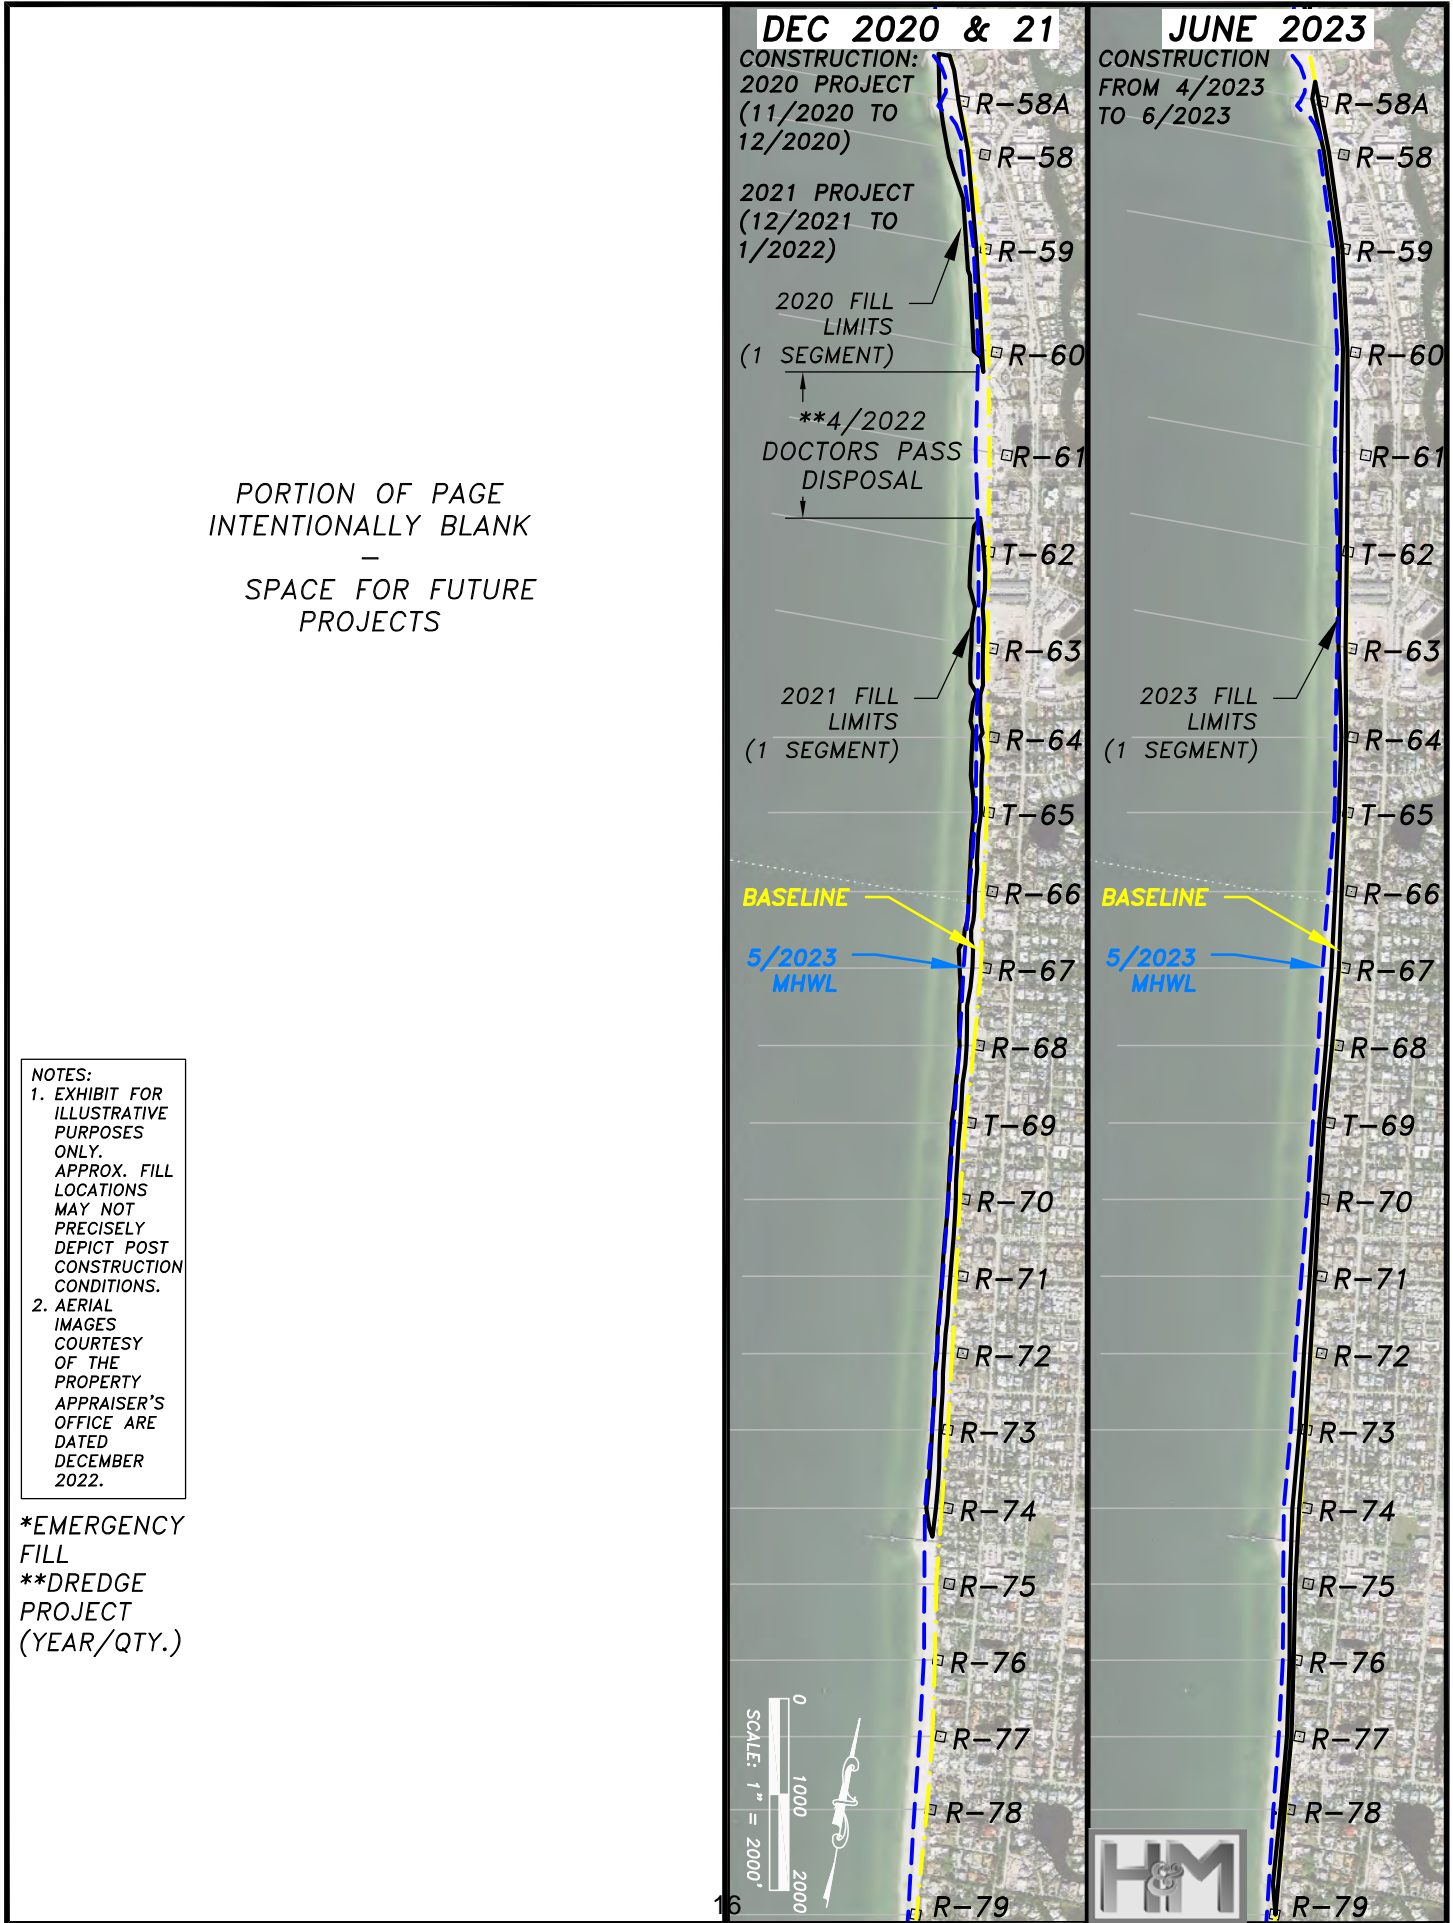 PORTION OF PAGE
INTENTIONALLY BLANK
–
SPACE FOR FUTURE
PROJECTS
NOTES:
1. EXHIBIT FOR
ILLUSTRATIVE
PURPOSES
ONLY.
APPROX. FILL
LOCATIONS
MAY NOT
PRECISELY
DEPICT POST
CONSTRUCTION
CONDITIONS.
2. AERIAL
IMAGES
COURTESY
OF THE
PROPERTY
APPRAISER'S
OFFICE ARE
DATED
DECEMBER
2022.
*EMERGENCY
FILL
**DREDGE
PROJECT
(YEAR/QTY.)
DEC 2020 & 21
CONSTRUCTION:
2020 PROJECT
(11/2020 TO
12/2020)
2021 PROJECT
(12/2021 TO
1/2022)
2020 FILL
LIMITS
(1 SEGMENT)
**4/2022
DOCTORS PASS
DISPOSAL
2021 FILL
LIMITS
(1 SEGMENT)
BASELINE
5/2023
MHWL
R-58A
R-58
R-59
R-60
R-61
T-62
R-63
R-64
T-65
R-66
R-67
R-68
T-69
R-70
R-71
R-72
R-73
R-74
R-75
R-76
R-77
R-78
R-79
0
1000
2000
SCALE: 1" = 2000'
16
JUNE 2023
CONSTRUCTION
FROM 4/2023
TO 6/2023
2023 FILL
LIMITS
(1 SEGMENT)
BASELINE
5/2023
MHWL
R-58A
R-58
R-59
R-60
R-61
T-62
R-63
R-64
T-65
R-66
R-67
R-68
T-69
R-70
R-71
R-72
R-73
R-74
R-75
R-76
R-77
R-78
R-79
H&M